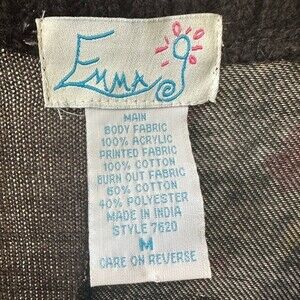 EMMA
MAIN
BODY FABRIC
100% ACRYLIC
PRINTED FABRIC
100% COTTON
BURN OUT FABRIC
60% COTTON
40% POLYESTER
MADE IN INDIA
STYLE 7620
M
CARE ON REVERSE